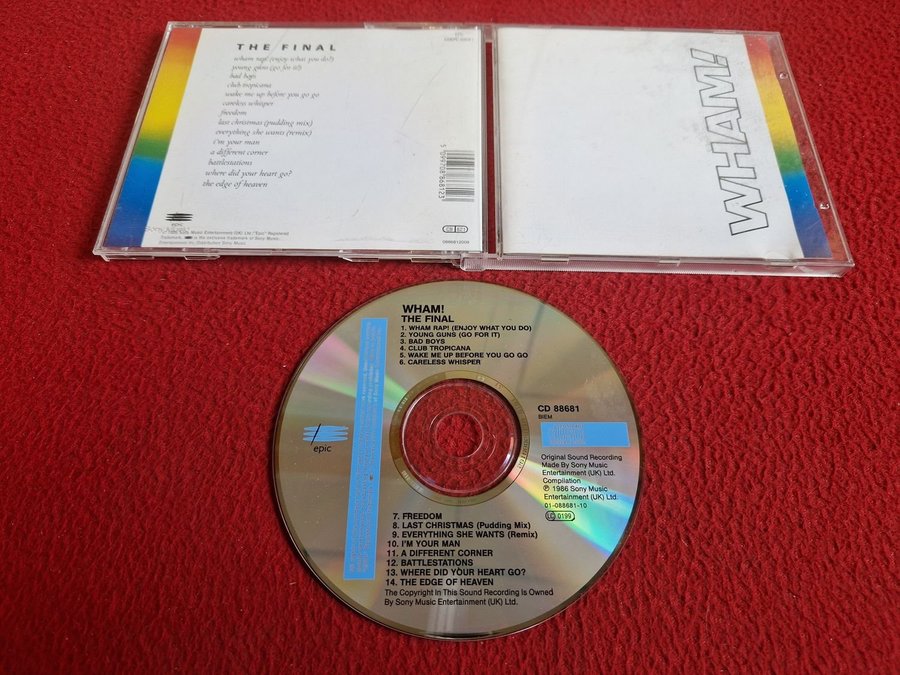 THE FINAL
wham rap! (enjoy what you do?)
young guns (go for it!)
bad boys
club tropicana
wake me up before you go go
careless whisper
freedom
last christmas (pudding mix)
everything she wants (remix)
i'm your man
a different corner
battlestations
where did your heart go?
the edge of heaven
epic
5 099708 868123
WHAM!
WHAM!
THE FINAL
1. WHAM RAP! (ENJOY WHAT YOU DO)
2. YOUNG GUNS (GO FOR IT)
3. BAD BOYS
4. CLUB TROPICANA
5. WAKE ME UP BEFORE YOU GO GO
6. CARELESS WHISPER
epic
CD 88681
BIEM
Original Sound Recording
Made By Sony Music
Entertainment (UK) Ltd.
Compilation
℗ 1986 Sony Music
Entertainment (UK) Ltd.
01-088681-10
LC 0199
7. FREEDOM
8. LAST CHRISTMAS (Pudding Mix)
9. EVERYTHING SHE WANTS (Remix)
10. I'M YOUR MAN
11. A DIFFERENT CORNER
12. BATTLESTATIONS
13. WHERE DID YOUR HEART GO?
14. THE EDGE OF HEAVEN
The Copyright In This Sound Recording Is Owned
By Sony Music Entertainment (UK) Ltd.